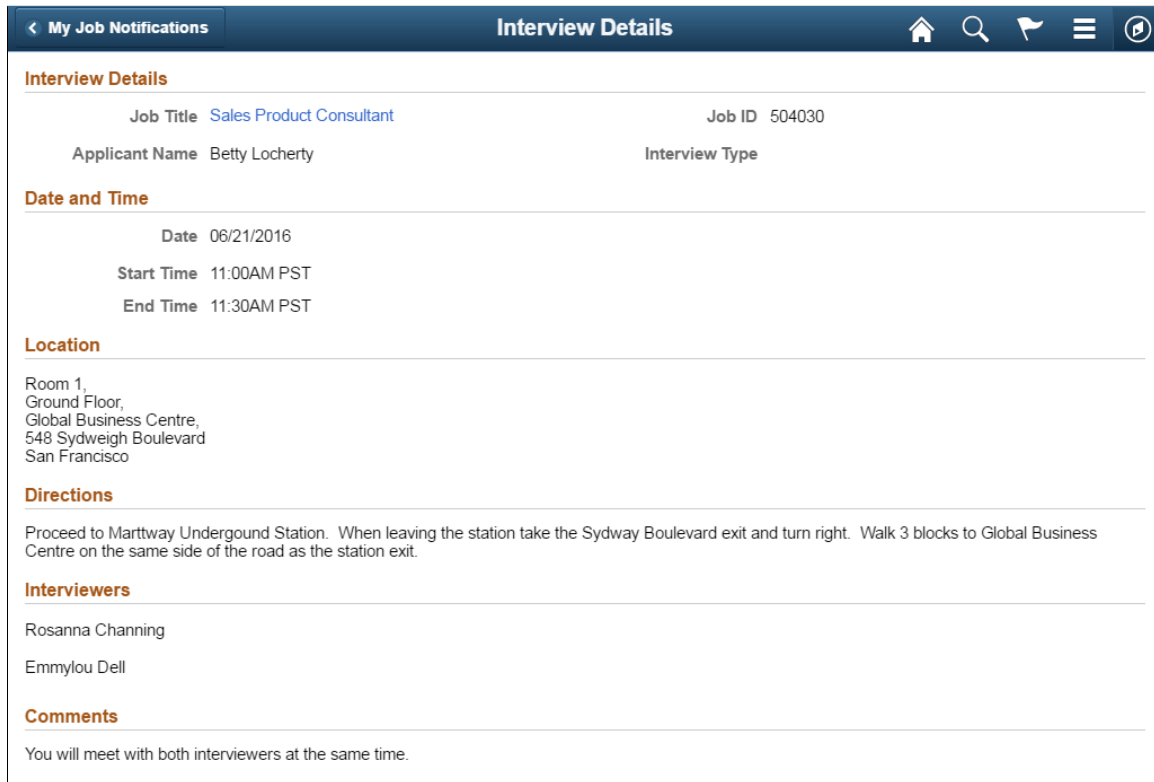 My Job Notifications
Interview Details
Interview Details
Job Title Sales Product Consultant Job ID 504030
Applicant Name Betty Locherty Interview Type
Date and Time
Date 06/21/2016
Start Time 11:00AM PST
End Time 11:30AM PST
Location
Room 1,
Ground Floor,
Global Business Centre,
548 Sydweigh Boulevard
San Francisco
Directions
Proceed to Marttway Undergound Station.  When leaving the station take the Sydway Boulevard exit and turn right.  Walk 3 blocks to Global Business
Centre on the same side of the road as the station exit.
Interviewers
Rosanna Channing
Emmylou Dell
Comments
You will meet with both interviewers at the same time.